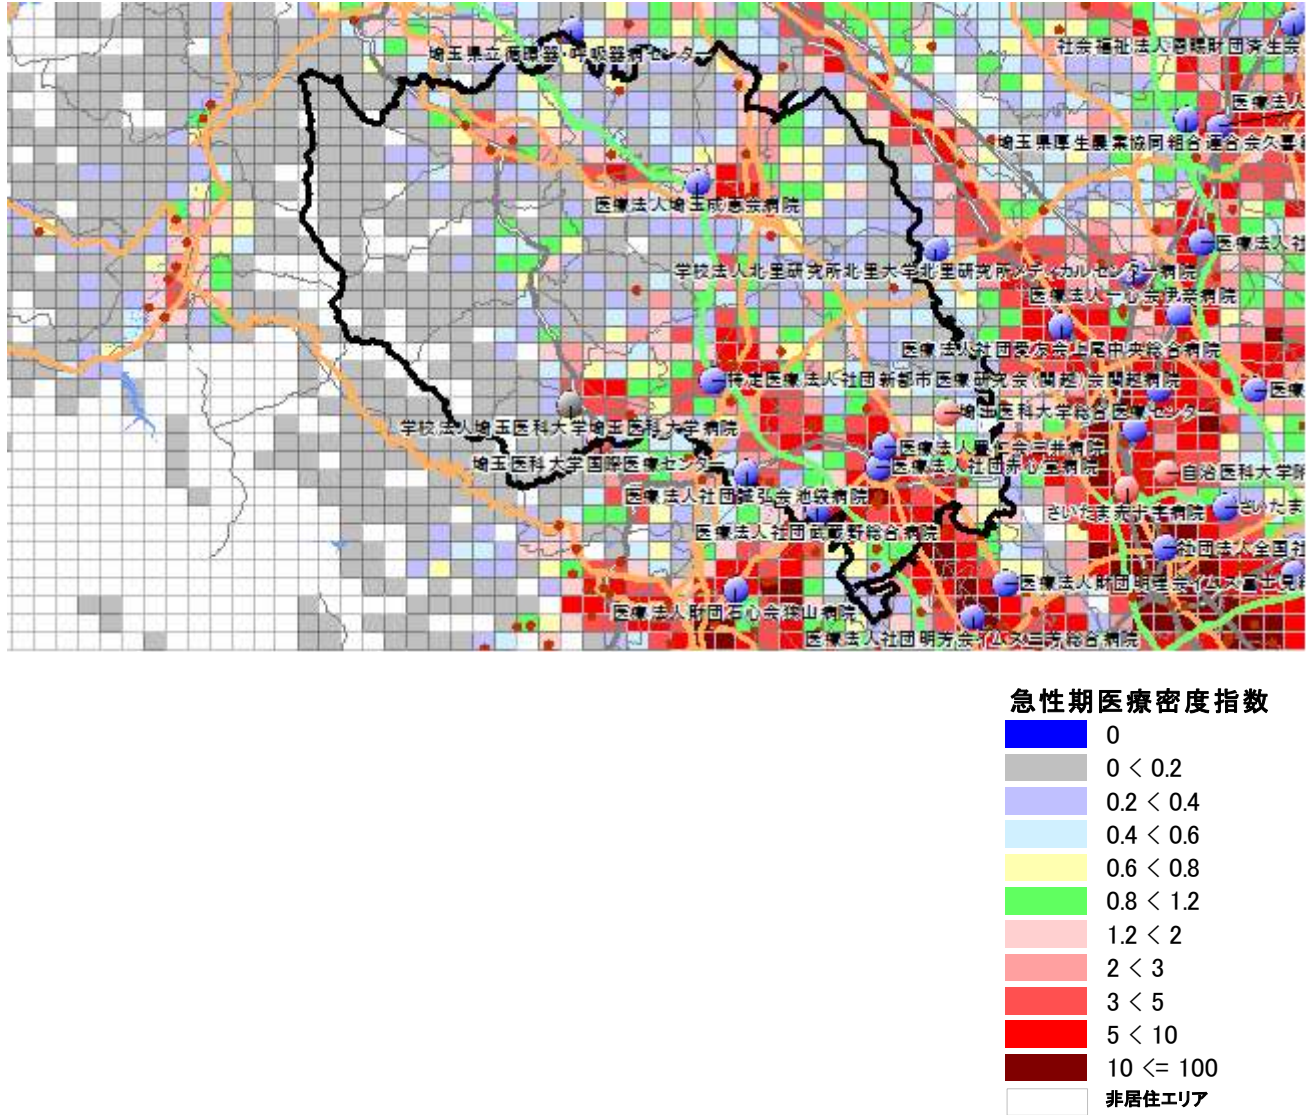 埼玉県立循環器・呼吸器病センター
社会福祉法人恩賜財団済生会
医療法人
埼玉県厚生農業協同組合連合会久喜総
医療法人埼玉成恵会病院
医療法人社
学校法人北里研究所北里大学北里研究所メディカルセンター病院
医療法人一心会伊奈病院
医療法人社団愛友会上尾中央総合病院
特定医療法人社団新都市医療研究会〔関越〕会関越病院
医療
埼玉医科大学総合医療センター
学校法人埼玉医科大学埼玉医科大学病院
医療法人豊仁会三井病院
埼玉医科大学国際医療センター
医療法人社団赤心堂病院
自治医科大学附
医療法人社団誠弘会池袋病院
さいたま赤十字病院
さいたま
医療法人社団武蔵野総合病院
社団法人全国社
医療法人財団明理会イムス富士見総
医療法人財団石心会狭山病院
医療法人社団明芳会イムス三芳総合病院
急性期医療密度指数
0
0 < 0.2
0.2 < 0.4
0.4 < 0.6
0.6 < 0.8
0.8 < 1.2
1.2 < 2
2 < 3
3 < 5
5 < 10
10 <= 100
非居住エリア